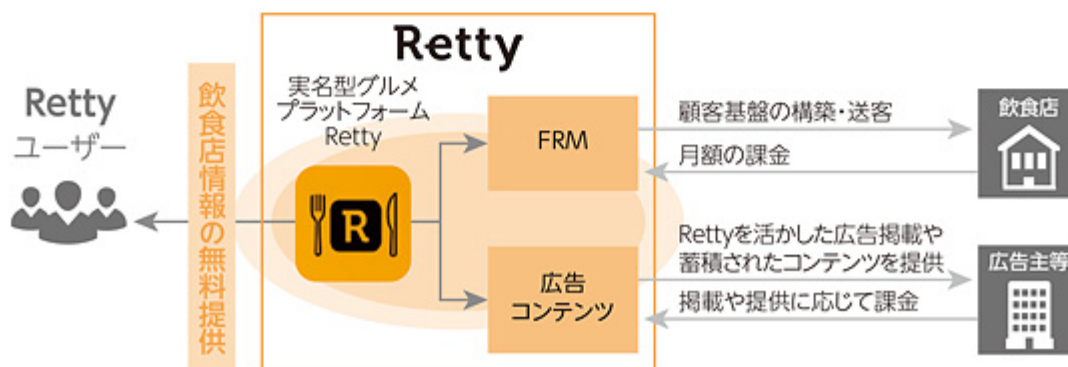 Retty
実名型グルメ
プラットフォーム
Retty
Retty
ユーザー
飲食店情報の無料提供
R
FRM
広告
コンテンツ
顧客基盤の構築・送客
月額の課金
飲食店
Rettyを活かした広告掲載や
蓄積されたコンテンツを提供
掲載や提供に応じて課金
広告主等